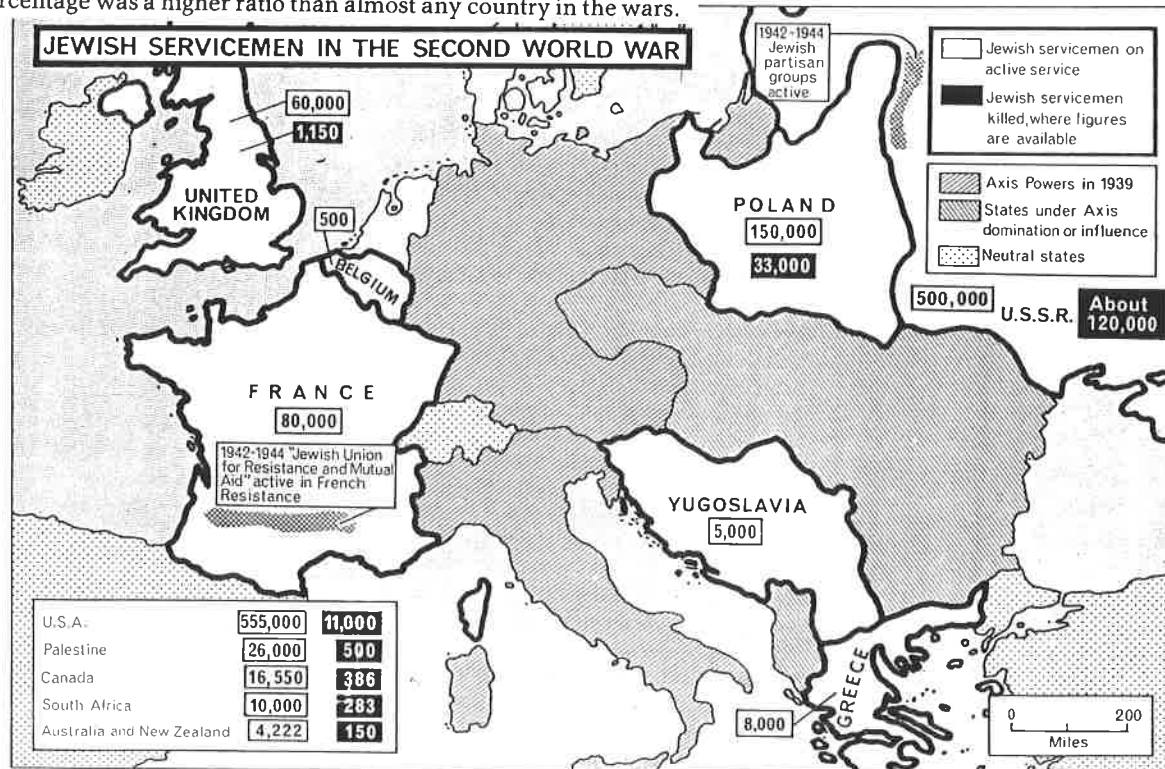 rcentage was a higher ratio than almost any country in the wars.
JEWISH SERVICEMEN IN THE SECOND WORLD WAR
1942-1944
Jewish
partisan
groups
active
Jewish servicemen on
active service
Jewish servicemen
killed, where figures
are available
Axis Powers in 1939
States under Axis
domination or influence
Neutral states
60,000
1,150
UNITED
KINGDOM
500
BELGIUM
POLAND
150,000
33,000
500,000
U.S.S.R.
About
120,000
FRANCE
80,000
1942-1944 "Jewish Union
for Resistance and Mutual
Aid" active in French
Resistance
YUGOSLAVIA
5,000
GREECE
8,000
U.S.A. 555,000 11,000
Palestine 26,000 500
Canada 16,550 386
South Africa 10,000 283
Australia and New Zealand 4,222 150
0 200
Miles